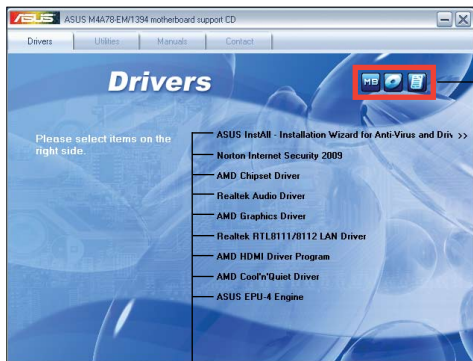 ASUS M4A78-EM/1394 motherboard support CD
Drivers Utilities Manuals Contact
Drivers
MB
Please select items on the
right side.
ASUS InstAll - Installation Wizard for Anti-Virus and Driv >>
Norton Internet Security 2009
AMD Chipset Driver
Realtek Audio Driver
AMD Graphics Driver
Realtek RTL8111/8112 LAN Driver
AMD HDMI Driver Program
AMD Cool'n'Quiet Driver
ASUS EPU-4 Engine